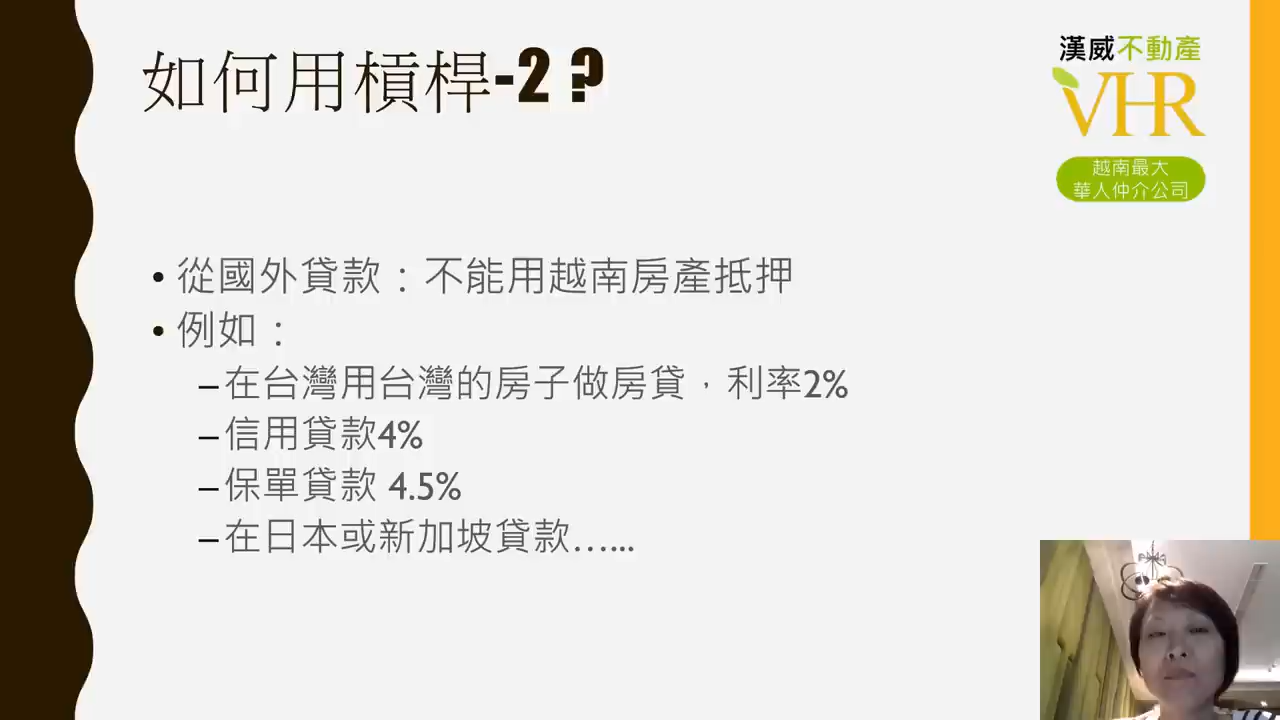 如何用槓桿-2 ?
漢威不動產
VHR
越南最大
華人仲介公司
• 從國外貸款：不能用越南房產抵押
• 例如：
–在台灣用台灣的房子做房貸，利率2%
–信用貸款4%
–保單貸款 4.5%
–在日本或新加坡貸款…...